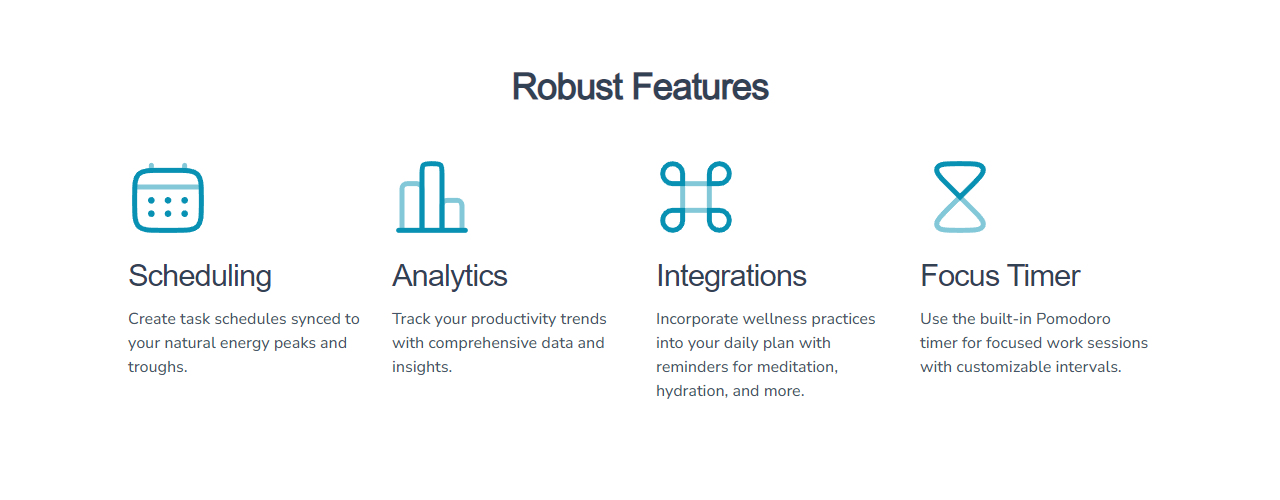 Robust Features
Scheduling
Create task schedules synced to
your natural energy peaks and
troughs.
Analytics
Track your productivity trends
with comprehensive data and
insights.
Integrations
Incorporate wellness practices
into your daily plan with
reminders for meditation,
hydration, and more.
Focus Timer
Use the built-in Pomodoro
timer for focused work sessions
with customizable intervals.